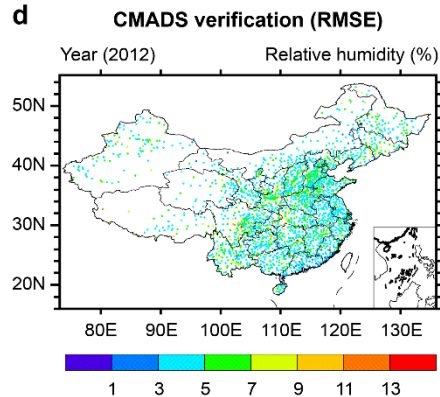 d CMADS verification (RMSE)
Year (2012) Relative humidity (%)
50N
40N
30N
20N
80E 90E 100E 110E 120E 130E
1 3 5 7 9 11 13